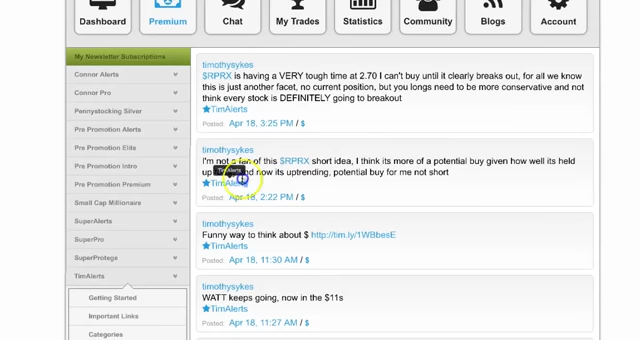 Dashboard
Premium
Chat
My Trades
Statistics
Community
Blogs
Account
My Newsletter Subscriptions
Connor Alerts
Connor Pro
Pennystocking Silver
Pre Promotion Alerts
Pre Promotion Elite
Pre Promotion Intro
Pre Promotion Premium
Small Cap Millionaire
SuperAlerts
SuperPro
SuperProtege
TimAlerts
Getting Started
Important Links
Categories
timothysykes
$RPRX is having a VERY tough time at 2.70 I can't buy until it clearly breaks out, for all we know
this is just another facet, no current position, but you longs need to be more conservative and not
think every stock is DEFINITELY going to breakout
TimAlerts
Posted: Apr 18, 3:25 PM / $
timothysykes
I'm not a fan of this $RPRX short idea, I think its more of a potential buy given how well its held
up and now its uptrending, potential buy for me not short
TimAlerts
TimAlerts
Posted: Apr 18, 2:22 PM / $
timothysykes
Funny way to think about $ http://tim.ly/1WBbesE
TimAlerts
Posted: Apr 18, 11:30 AM / $
timothysykes
WATT keeps going, now in the $11s
TimAlerts
Posted: Apr 18, 11:27 AM / $